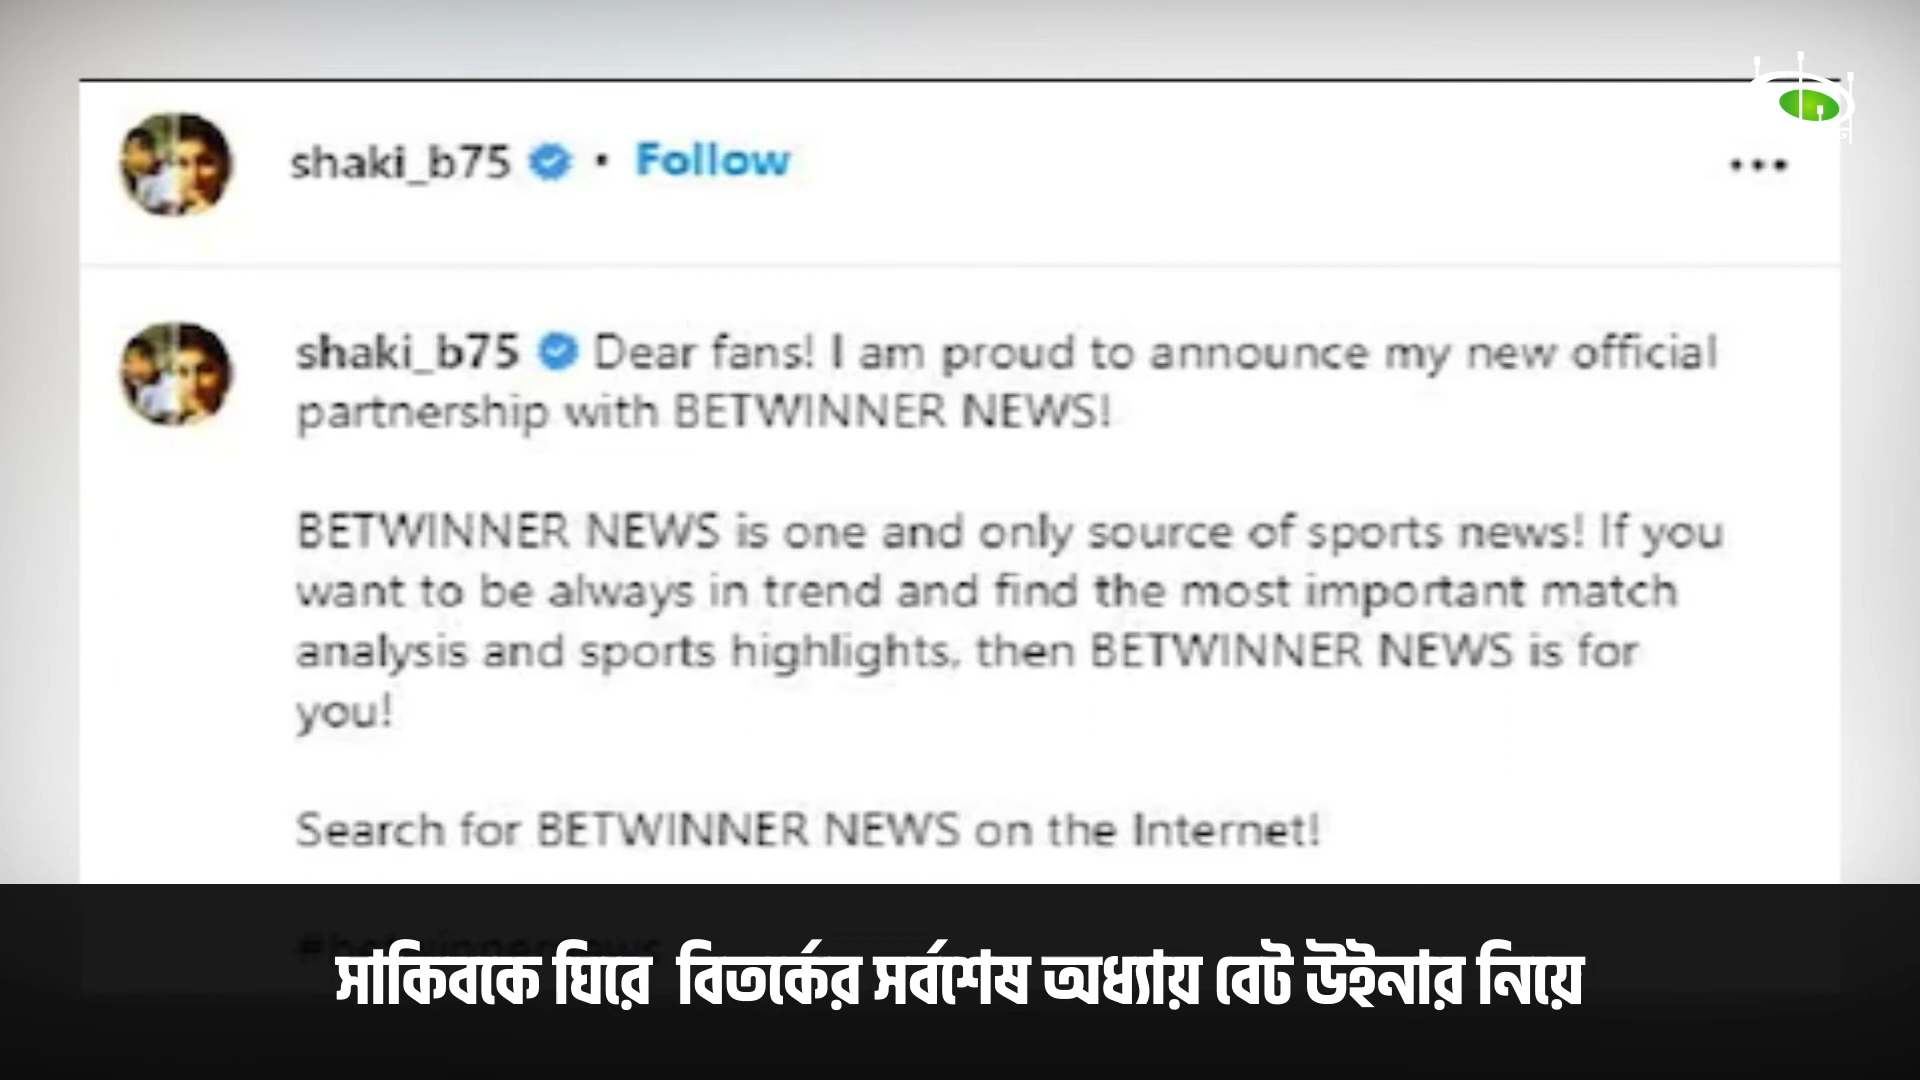 shaki_b75 • Follow
shaki_b75 Dear fans! I am proud to announce my new official
partnership with BETWINNER NEWS!
BETWINNER NEWS is one and only source of sports news! If you
want to be always in trend and find the most important match
analysis and sports highlights, then BETWINNER NEWS is for
you!
Search for BETWINNER NEWS on the Internet!
#betwinnernews
সাকিবকে ঘিরে বিতর্কের সর্বশেষ অধ্যায় বেট উইনার নিয়ে